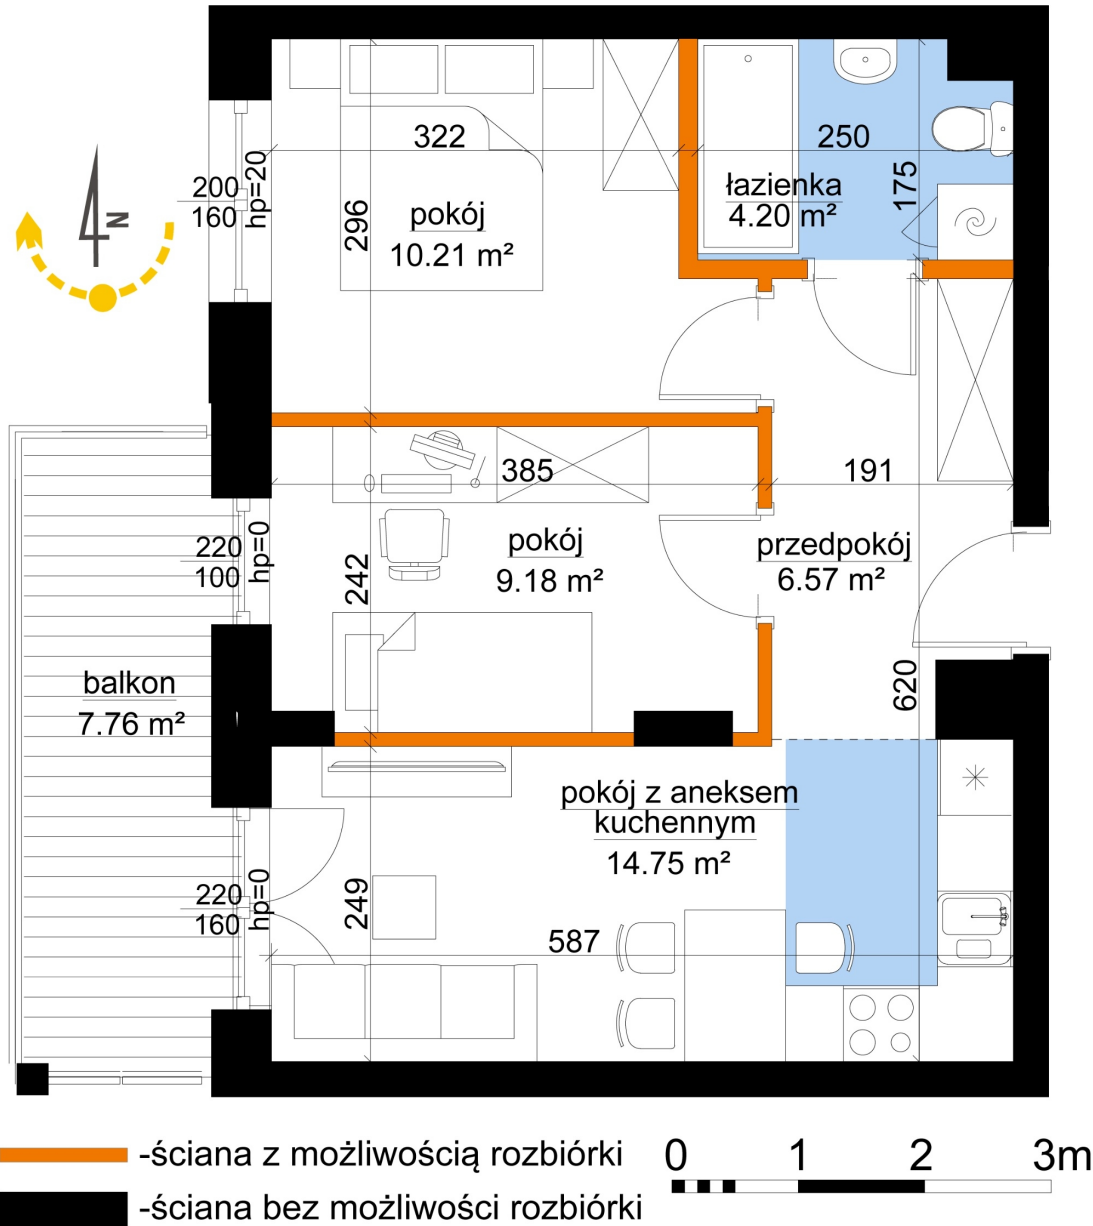 322
250
200
160
hp=20
296
pokój
10.21 m²
łazienka
4.20 m²
175
N
385
191
220
100
hp=0
242
pokój
9.18 m²
przedpokój
6.57 m²
620
balkon
7.76 m²
pokój z aneksem
kuchennym
14.75 m²
220
160
hp=0
249
587
-ściana z możliwością rozbiórki
0 1 2 3m
-ściana bez możliwości rozbiórki